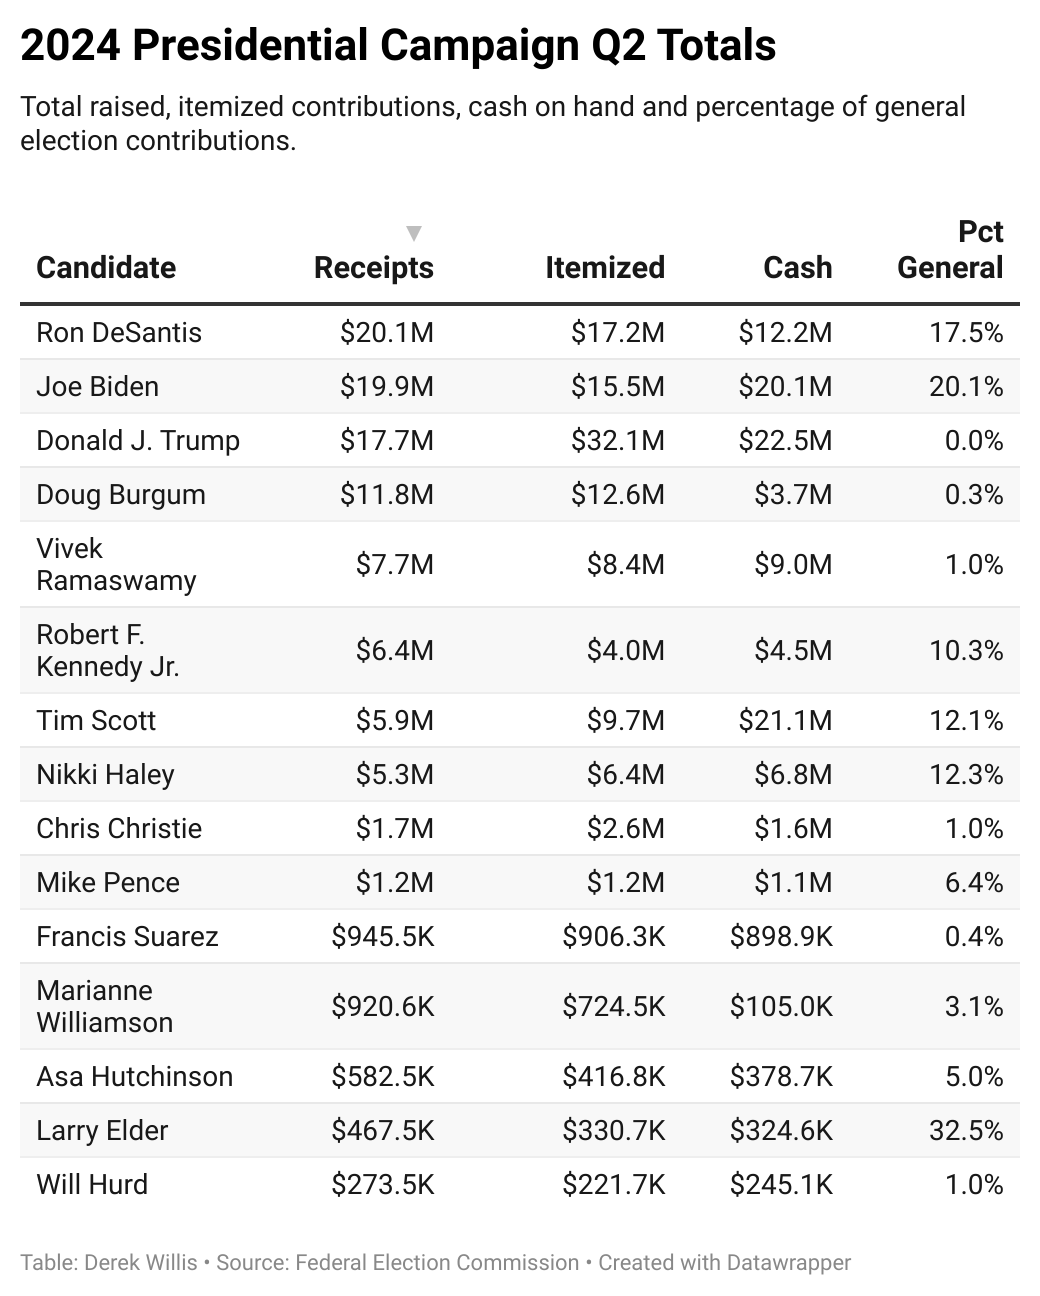 2024 Presidential Campaign Q2 Totals
Total raised, itemized contributions, cash on hand and percentage of general
election contributions.
▼
Candidate Receipts Itemized Cash Pct General
Ron DeSantis $20.1M $17.2M $12.2M 17.5%
Joe Biden $19.9M $15.5M $20.1M 20.1%
Donald J. Trump $17.7M $32.1M $22.5M 0.0%
Doug Burgum $11.8M $12.6M $3.7M 0.3%
Vivek
Ramaswamy $7.7M $8.4M $9.0M 1.0%
Robert F.
Kennedy Jr. $6.4M $4.0M $4.5M 10.3%
Tim Scott $5.9M $9.7M $21.1M 12.1%
Nikki Haley $5.3M $6.4M $6.8M 12.3%
Chris Christie $1.7M $2.6M $1.6M 1.0%
Mike Pence $1.2M $1.2M $1.1M 6.4%
Francis Suarez $945.5K $906.3K $898.9K 0.4%
Marianne
Williamson $920.6K $724.5K $105.0K 3.1%
Asa Hutchinson $582.5K $416.8K $378.7K 5.0%
Larry Elder $467.5K $330.7K $324.6K 32.5%
Will Hurd $273.5K $221.7K $245.1K 1.0%
Table: Derek Willis • Source: Federal Election Commission • Created with Datawrapper